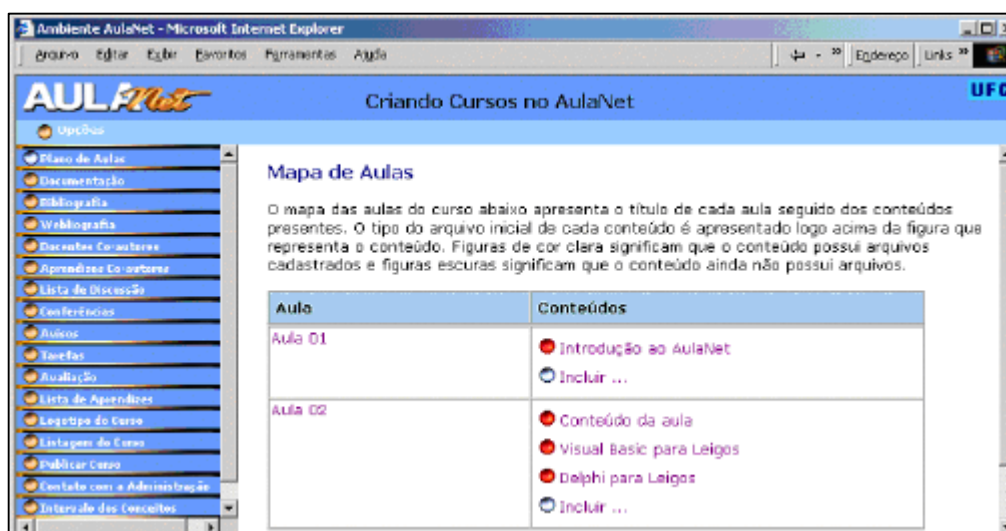 Ambiente AulaNet - Microsoft Internet Explorer
Arquivo Editar Exibir Favoritos Ferramentas Ajuda
Endereço Links »
AULANet
Criando Cursos no AulaNet
UFC
Opções
Plano de Aulas
Documentação
Bibliografia
Webliografia
Docentes Co-autores
Aprendizes Co-autores
Lista de Discussão
Conferências
Avisos
Tarefas
Avaliação
Lista de Aprendizes
Logotipo do Curso
Listagem do Curso
Publicar Curso
Contato com a Administração
Intervalo dos Conceitos
Mapa de Aulas
O mapa das aulas do curso abaixo apresenta o título de cada aula seguido dos conteúdos
presentes. O tipo do arquivo inicial de cada conteúdo é apresentado logo acima da figura que
representa o conteúdo. Figuras de cor clara significam que o conteúdo possui arquivos
cadastrados e figuras escuras significam que o conteúdo ainda não possui arquivos.
Aula Conteúdos
Aula 01
Introdução ao AulaNet
Incluir ...
Aula 02
Conteúdo da aula
Visual Basic para Leigos
Delphi para Leigos
Incluir ...